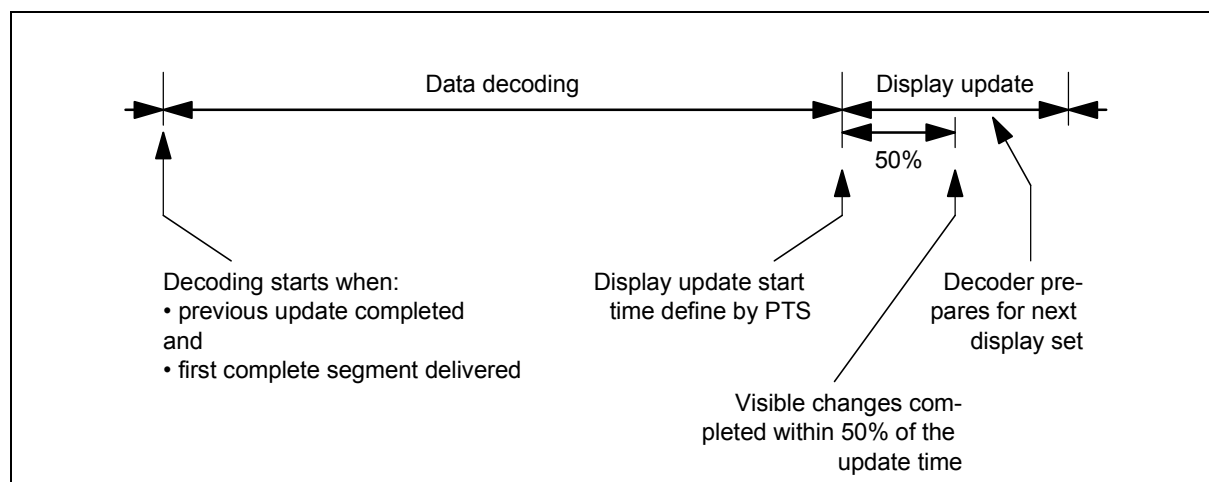 Data decoding
Display update
50%
Decoding starts when:
• previous update completed
and
• first complete segment delivered
Display update start
time define by PTS
Decoder pre-
pares for next
display set
Visible changes com-
pleted within 50% of the
update time